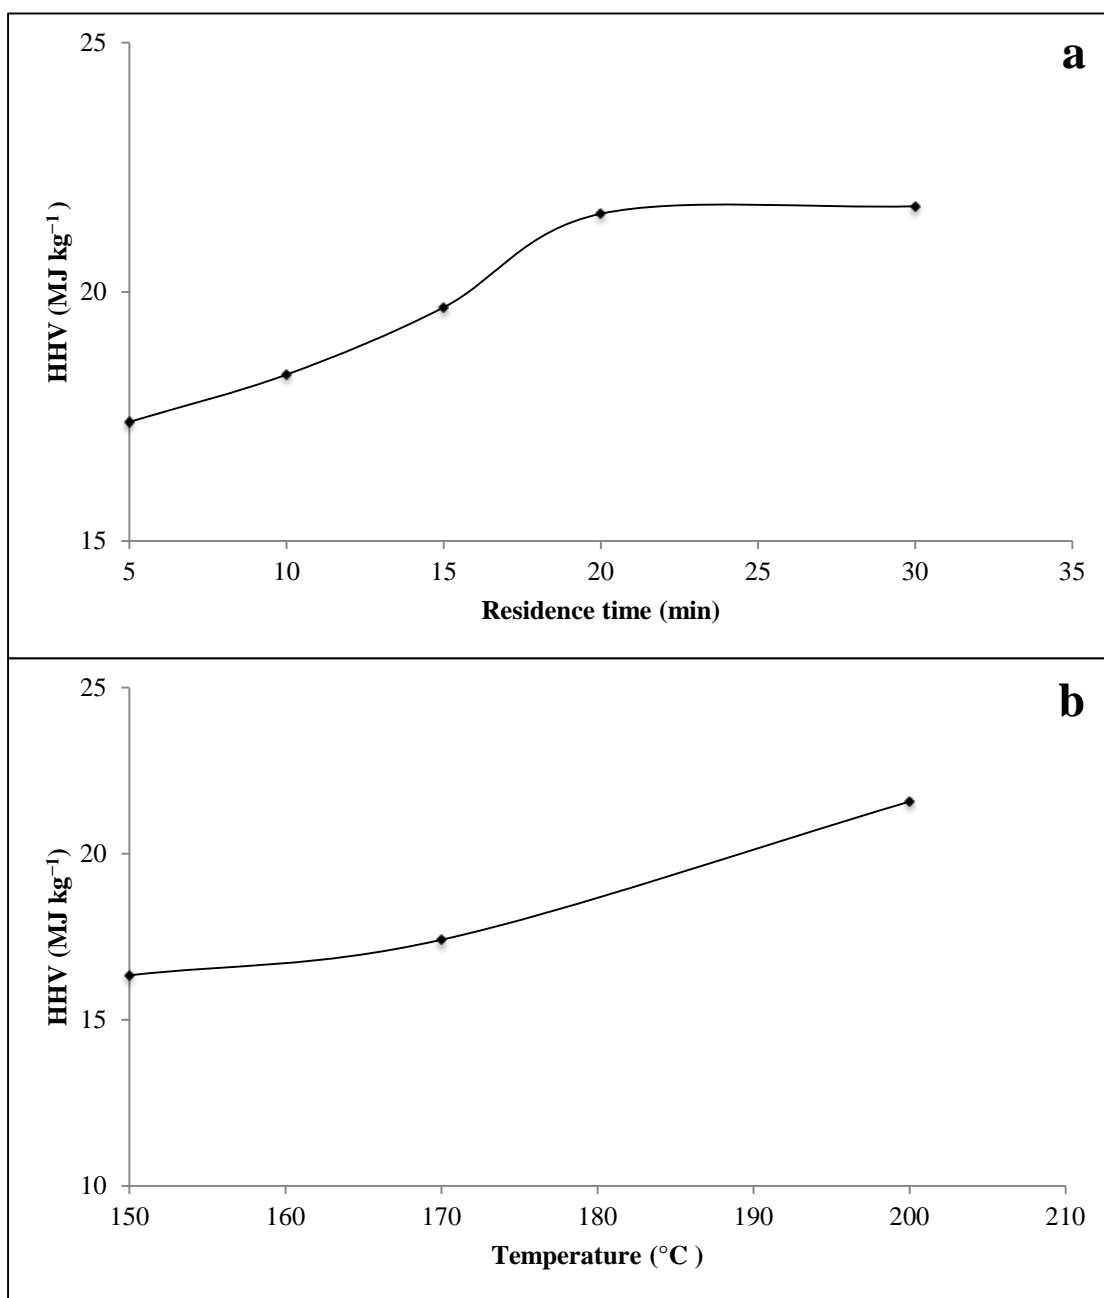 a
25
20
15
HHV (MJ kg⁻¹ )
5 10 15 20 25 30 35
Residence time (min)
b
25
20
15
10
HHV (MJ kg⁻¹ )
150 160 170 180 190 200 210
Temperature (°C )